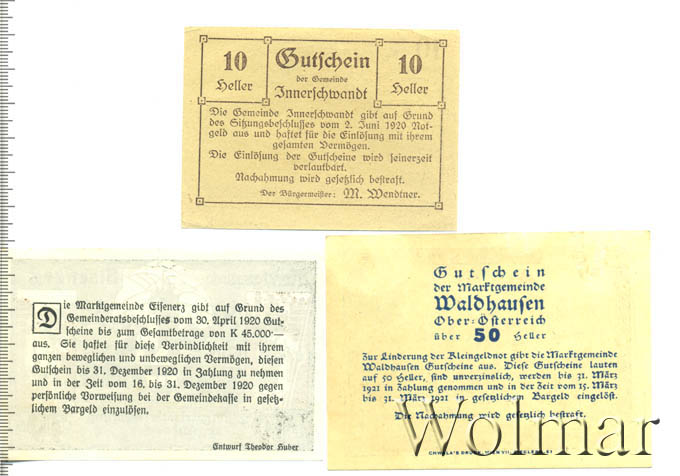 10
Heller
Gutschein
der Gemeinde
Innerschwandt
10
Heller
Die Gemeinde Innerschwandt gibt auf Grund
des Sitzungsbeschlusses vom 2. Juni 1920 Not-
geld aus und haftet für die Einlösung mit ihrem
gesamten Vermögen.
Die Einlösung der Gutscheine wird seinerzeit
verlautbart.
Nachahmung wird gesetzlich bestraft.
Der Bürgermeister: M. Wendtner.
Die Marktgemeinde Eisenerz gibt auf Grund des
Gemeinderatsbeschlusses vom 30. April 1920 Gut-
scheine bis zum Gesamtbetrage von K 45.000·—
aus. Sie haftet für diese Verbindlichkeit mit ihrem
ganzen beweglichen und unbeweglichen Vermögen, diesen
Gutschein bis 31. Dezember 1920 in Zahlung zu nehmen
und in der Zeit vom 16. bis 31. Dezember 1920 gegen
persönliche Vorweisung bei der Gemeindekasse in gesetz-
lichem Bargeld einzulösen.
Entwurf Theodor Huber
Gutschein
der Marktgemeinde
Waldhausen
Ober-Österreich
über 50 Heller
Zur Linderung der Kleingeldnot gibt die Marktgemeinde
Waldhausen Gutscheine aus. Diese Gutscheine lauten
auf 50 Heller, sind unverzinslich, werden bis 31. März
1921 in Zahlung genommen und in der Zeit vom 15. März
bis 31. März 1921 in gesetzlichem Bargeld eingelöst.
Die Nachahmung wird gesetzlich bestraft.
CHWALA'S DRUCK, WIEN VII.
Wolmar